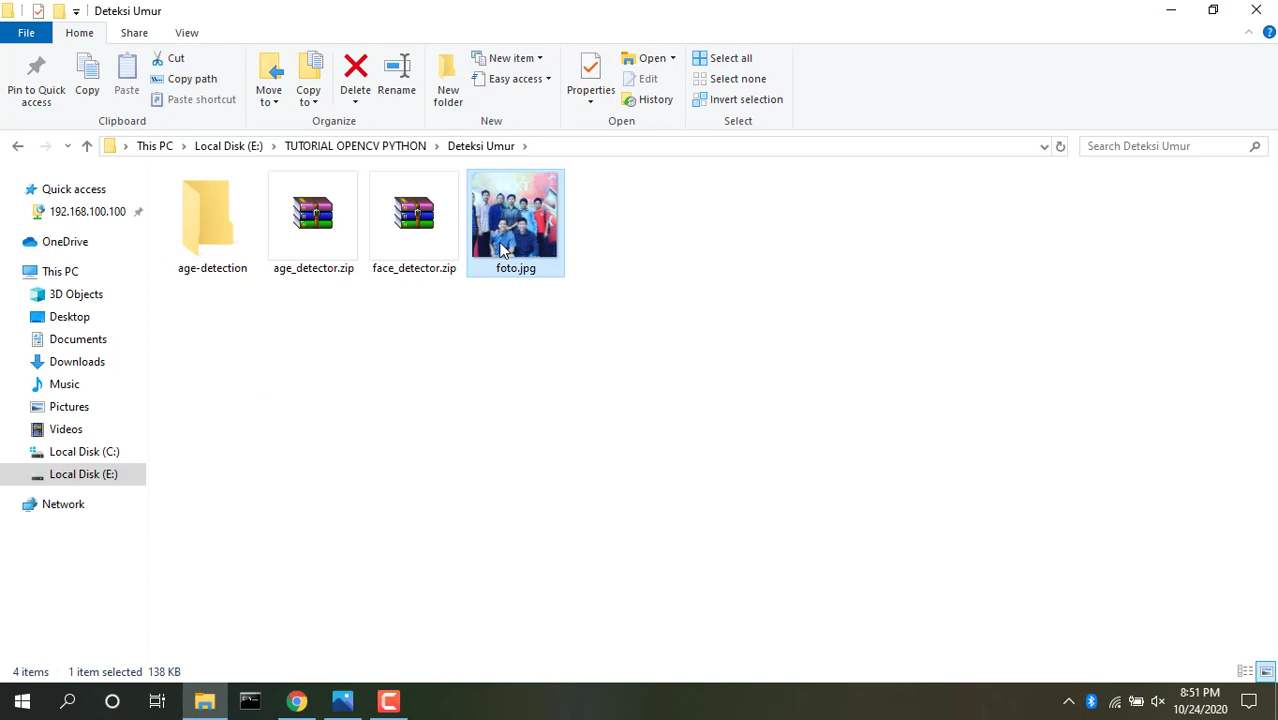 Deteksi Umur
File
Home
Share
View
Pin to Quick access
Copy
Paste
Cut
Copy path
Paste shortcut
Clipboard
Move to
Copy to
Delete
Rename
Organize
New folder
New item
Easy access
New
Properties
Open
Edit
History
Open
Select all
Select none
Invert selection
Select
This PC
Local Disk (E:)
TUTORIAL OPENCV PYTHON
Deteksi Umur
Search Deteksi Umur
Quick access
192.168.100.100
OneDrive
This PC
3D Objects
Desktop
Documents
Downloads
Music
Pictures
Videos
Local Disk (C:)
Local Disk (E:)
Network
age-detection
age_detector.zip
face_detector.zip
foto.jpg
4 items
1 item selected 138 KB
8:51 PM
10/24/2020